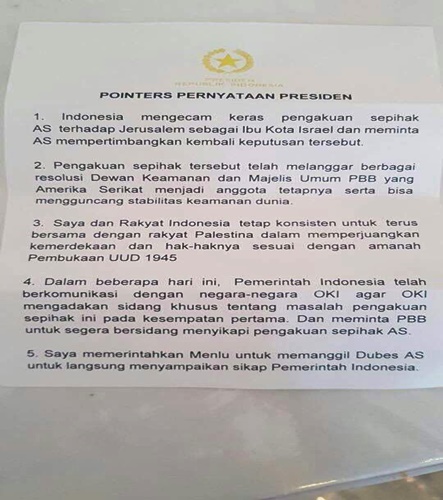 PRESIDEN
REPUBLIK INDONESIA
POINTERS PERNYATAAN PRESIDEN
1. Indonesia mengecam keras pengakuan sepihak
AS terhadap Jerusalem sebagai Ibu Kota Israel dan meminta
AS mempertimbangkan kembali keputusan tersebut.
2. Pengakuan sepihak tersebut telah melanggar berbagai
resolusi Dewan Keamanan dan Majelis Umum PBB yang
Amerika Serikat menjadi anggota tetapnya serta bisa
mengguncang stabilitas keamanan dunia.
3. Saya dan Rakyat Indonesia tetap konsisten untuk terus
bersama dengan rakyat Palestina dalam memperjuangkan
kemerdekaan dan hak-haknya sesuai dengan amanah
Pembukaan UUD 1945
4. Dalam beberapa hari ini, Pemerintah Indonesia telah
berkomunikasi dengan negara-negara OKI agar OKI
mengadakan sidang khusus tentang masalah pengakuan
sepihak ini pada kesempatan pertama. Dan meminta PBB
untuk segera bersidang menyikapi pengakuan sepihak AS.
5. Saya memerintahkan Menlu untuk memanggil Dubes AS
untuk langsung menyampaikan sikap Pemerintah Indonesia.